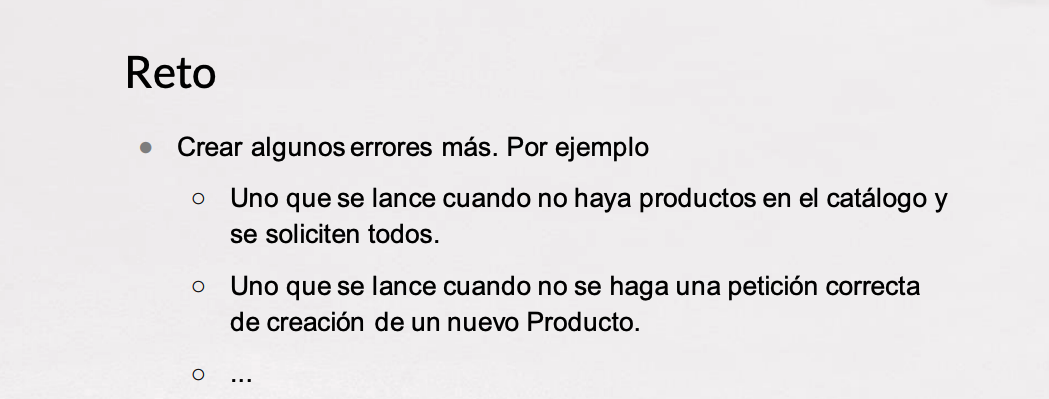 Reto
● Crear algunos errores más. Por ejemplo
○ Uno que se lance cuando no haya productos en el catálogo y
se soliciten todos.
○ Uno que se lance cuando no se haga una petición correcta
de creación de un nuevo Producto.
○ ...